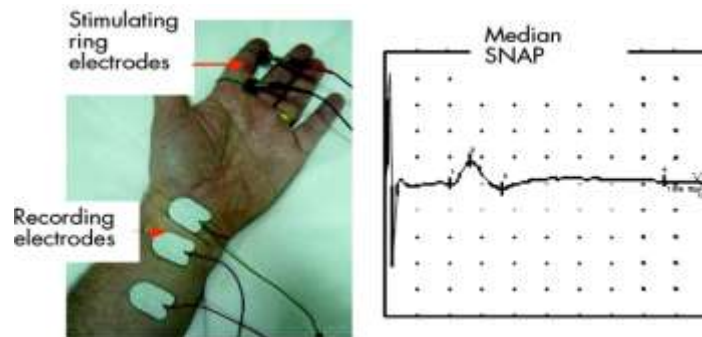 Stimulating
ring
electrodes
Recording
electrodes
Median
SNAP